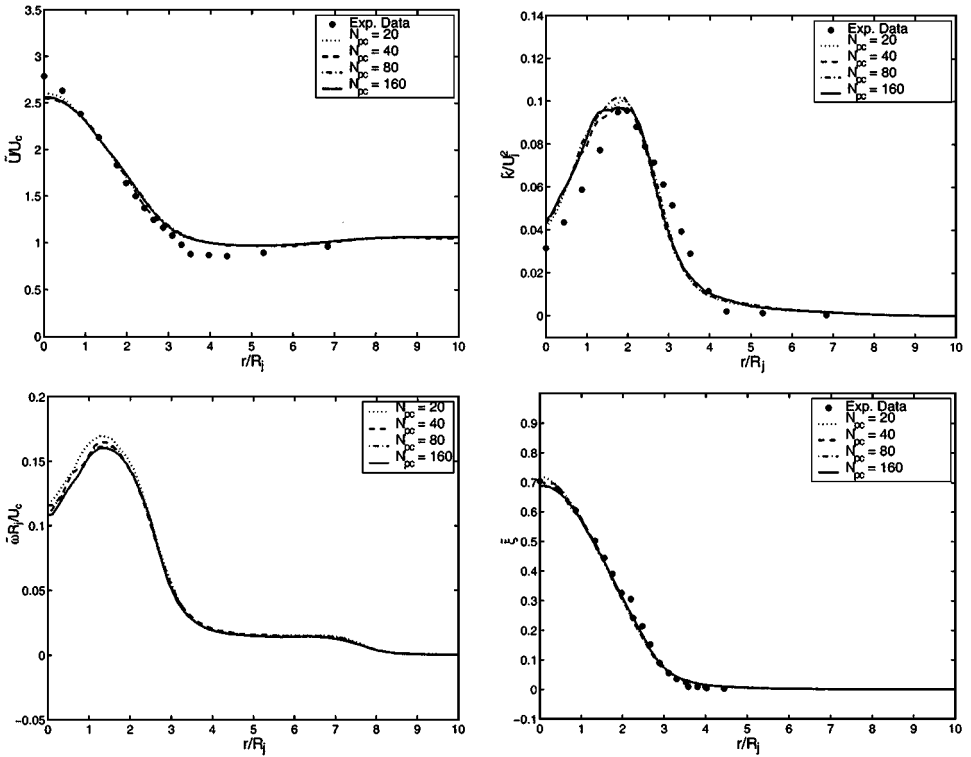 3.5
3
2.5
2
1.5
1
0.5
0
Ũ/U_c
0 1 2 3 4 5 6 7 8 9 10
r/R_j
Exp. Data
N_pc = 20
N_pc = 40
N_pc = 80
N_pc = 160
0.14
0.12
0.1
0.08
0.06
0.04
0.02
0
k̃/U_j²
0 1 2 3 4 5 6 7 8 9 10
r/R_j
Exp. Data
N_pc = 20
N_pc = 40
N_pc = 80
N_pc = 160
0.2
0.15
0.1
0.05
0
−0.05
ω̃R_j/U_c
0 1 2 3 4 5 6 7 8 9 10
r/R_j
N_pc = 20
N_pc = 40
N_pc = 80
N_pc = 160
0.9
0.8
0.7
0.6
0.5
0.4
0.3
0.2
0.1
0
−0.1
ξ̃
0 1 2 3 4 5 6 7 8 9 10
r/R_j
Exp. Data
N_pc = 20
N_pc = 40
N_pc = 80
N_pc = 160